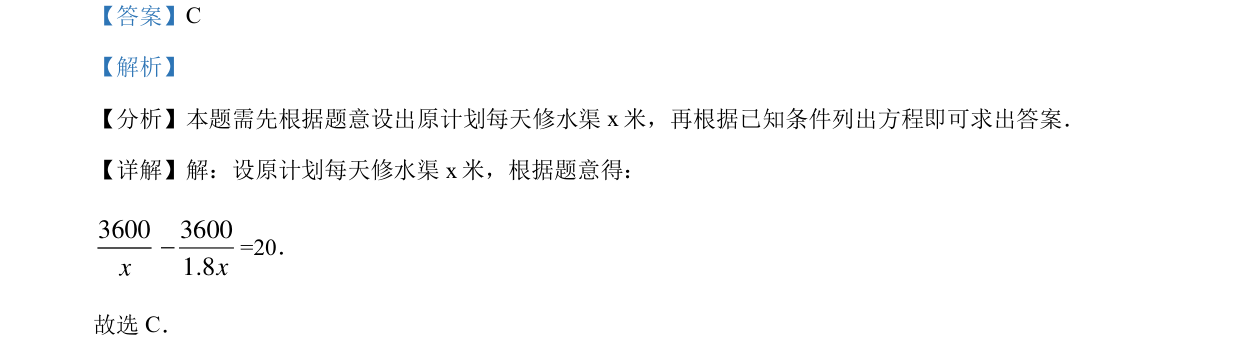 【答案】C
【解析】
【分析】本题需先根据题意设出原计划每天修水渠 x 米，再根据已知条件列出方程即可求出答案．
【详解】解：设原计划每天修水渠 x 米，根据题意得：
3600/x − 3600/1.8x =20．
故选 C．